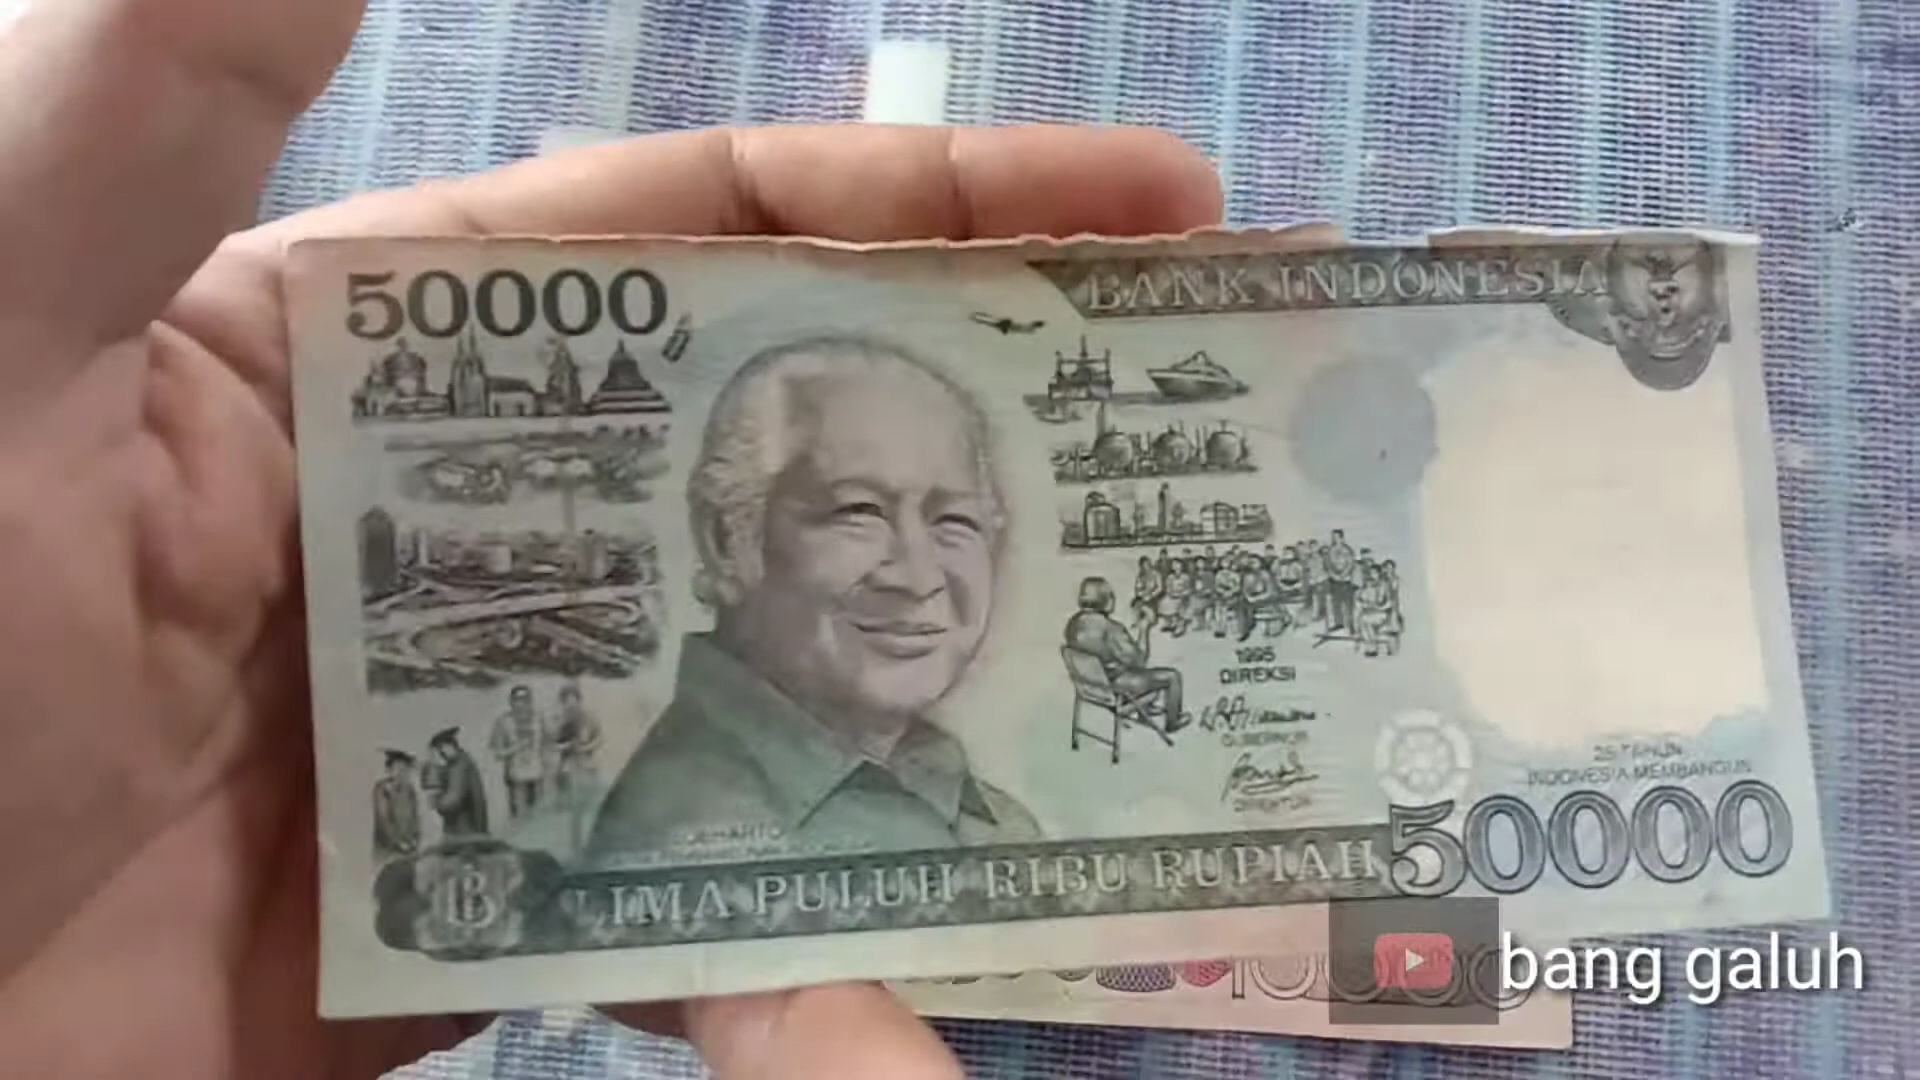 50000
BANK INDONESIA
1995
DIREKSI
GUBERNUR
DIREKTUR
25 TAHUN
INDONESIA MEMBANGUN
SOEHARTO
LIMA PULUH RIBU RUPIAH
50000
bang galuh